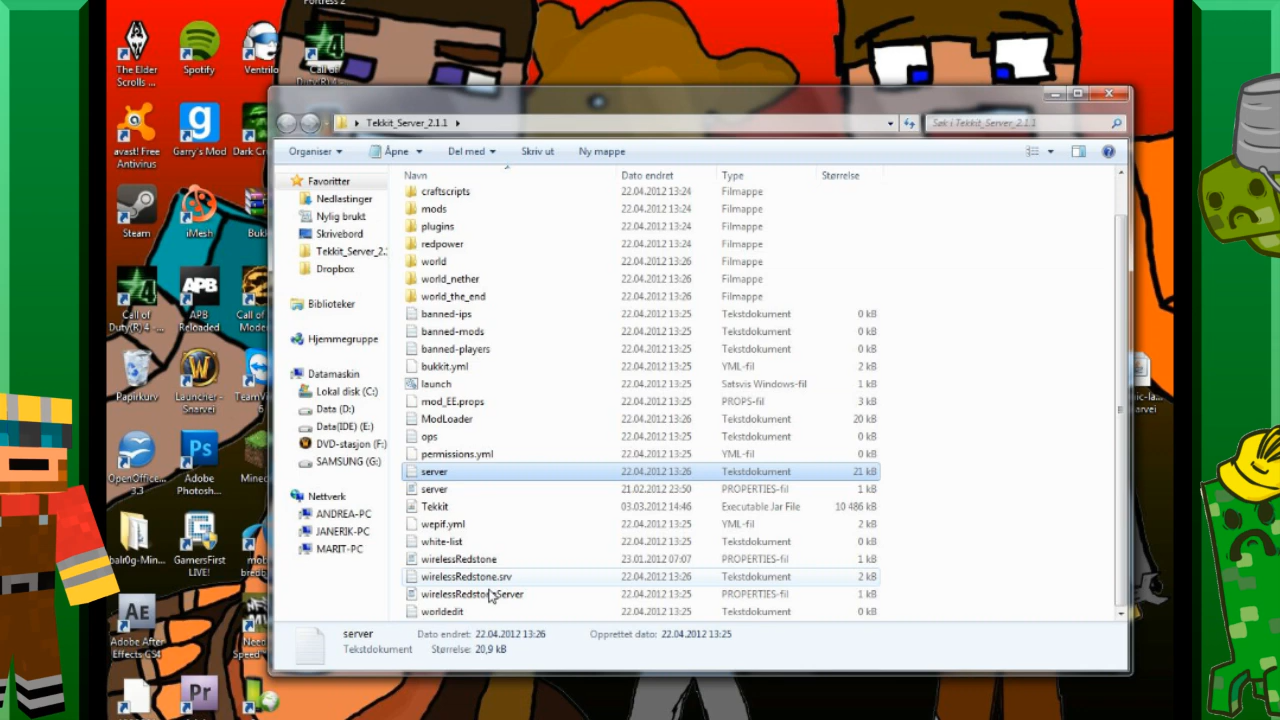 Fortress 2
The Elder
Scrolls ...
Spotify
Ventrilo
Call of
Duty(R) 4 -...
avast! Free
Antivirus
Garry's Mod
Steam
iMesh
Call of
Duty(R) 4 -...
APB
Reloaded
Papirkurv
Launcher -
Snarvei
OpenOffice...
3.3
Ps
Adobe
Photosh...
GamersFirst
LIVE!
AE
Adobe After
Effects CS4
Pr
Tekkit_Server_2.1.1
Søk i Tekkit_Server_2.1.1
Organiser Åpne Del med Skriv ut Ny mappe
Favoritter
Nedlastinger
Nylig brukt
Skrivebord
Tekkit_Server_2.
Dropbox
Biblioteker
Hjemmegruppe
Datamaskin
Lokal disk (C:)
Data (D:)
Data(IDE) (E:)
DVD-stasjon (F:)
SAMSUNG (G:)
Nettverk
ANDREA-PC
JANERIK-PC
MARIT-PC
Navn Dato endret Type Størrelse
craftscripts 22.04.2012 13:24 Filmappe
mods 22.04.2012 13:24 Filmappe
plugins 22.04.2012 13:24 Filmappe
redpower 22.04.2012 13:24 Filmappe
world 22.04.2012 13:26 Filmappe
world_nether 22.04.2012 13:26 Filmappe
world_the_end 22.04.2012 13:26 Filmappe
banned-ips 22.04.2012 13:25 Tekstdokument 0 kB
banned-mods 22.04.2012 13:25 Tekstdokument 0 kB
banned-players 22.04.2012 13:25 Tekstdokument 0 kB
bukkit.yml 22.04.2012 13:25 YML-fil 2 kB
launch 22.04.2012 13:25 Satsvis Windows-fil 1 kB
mod_EE.props 22.04.2012 13:25 PROPS-fil 3 kB
ModLoader 22.04.2012 13:26 Tekstdokument 20 kB
ops 22.04.2012 13:25 Tekstdokument 0 kB
permissions.yml 22.04.2012 13:25 YML-fil 0 kB
server 22.04.2012 13:26 Tekstdokument 21 kB
server 21.02.2012 23:50 PROPERTIES-fil 1 kB
Tekkit 03.03.2012 14:46 Executable Jar File 10 486 kB
wepif.yml 22.04.2012 13:25 YML-fil 2 kB
white-list 22.04.2012 13:25 Tekstdokument 0 kB
wirelessRedstone 23.01.2012 07:07 PROPERTIES-fil 1 kB
wirelessRedstone.srv 22.04.2012 13:26 Tekstdokument 2 kB
22.04.2012 13:25 PROPERTIES-fil 1 kB
worldedit 22.04.2012 13:25 Tekstdokument 0 kB
server Dato endret: 22.04.2012 13:26 Opprettet dato: 22.04.2012 13:25
Tekstdokument Størrelse: 20,9 kB